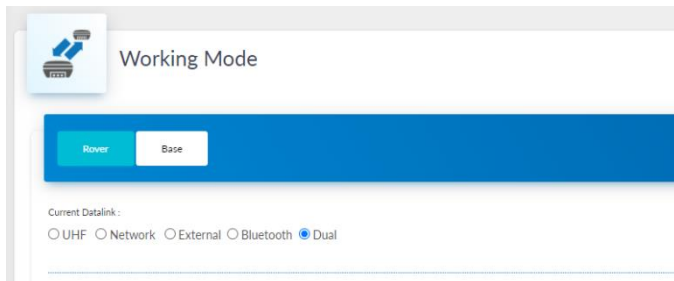 Working Mode
Rover Base
Current Datalink :
UHF Network External Bluetooth Dual